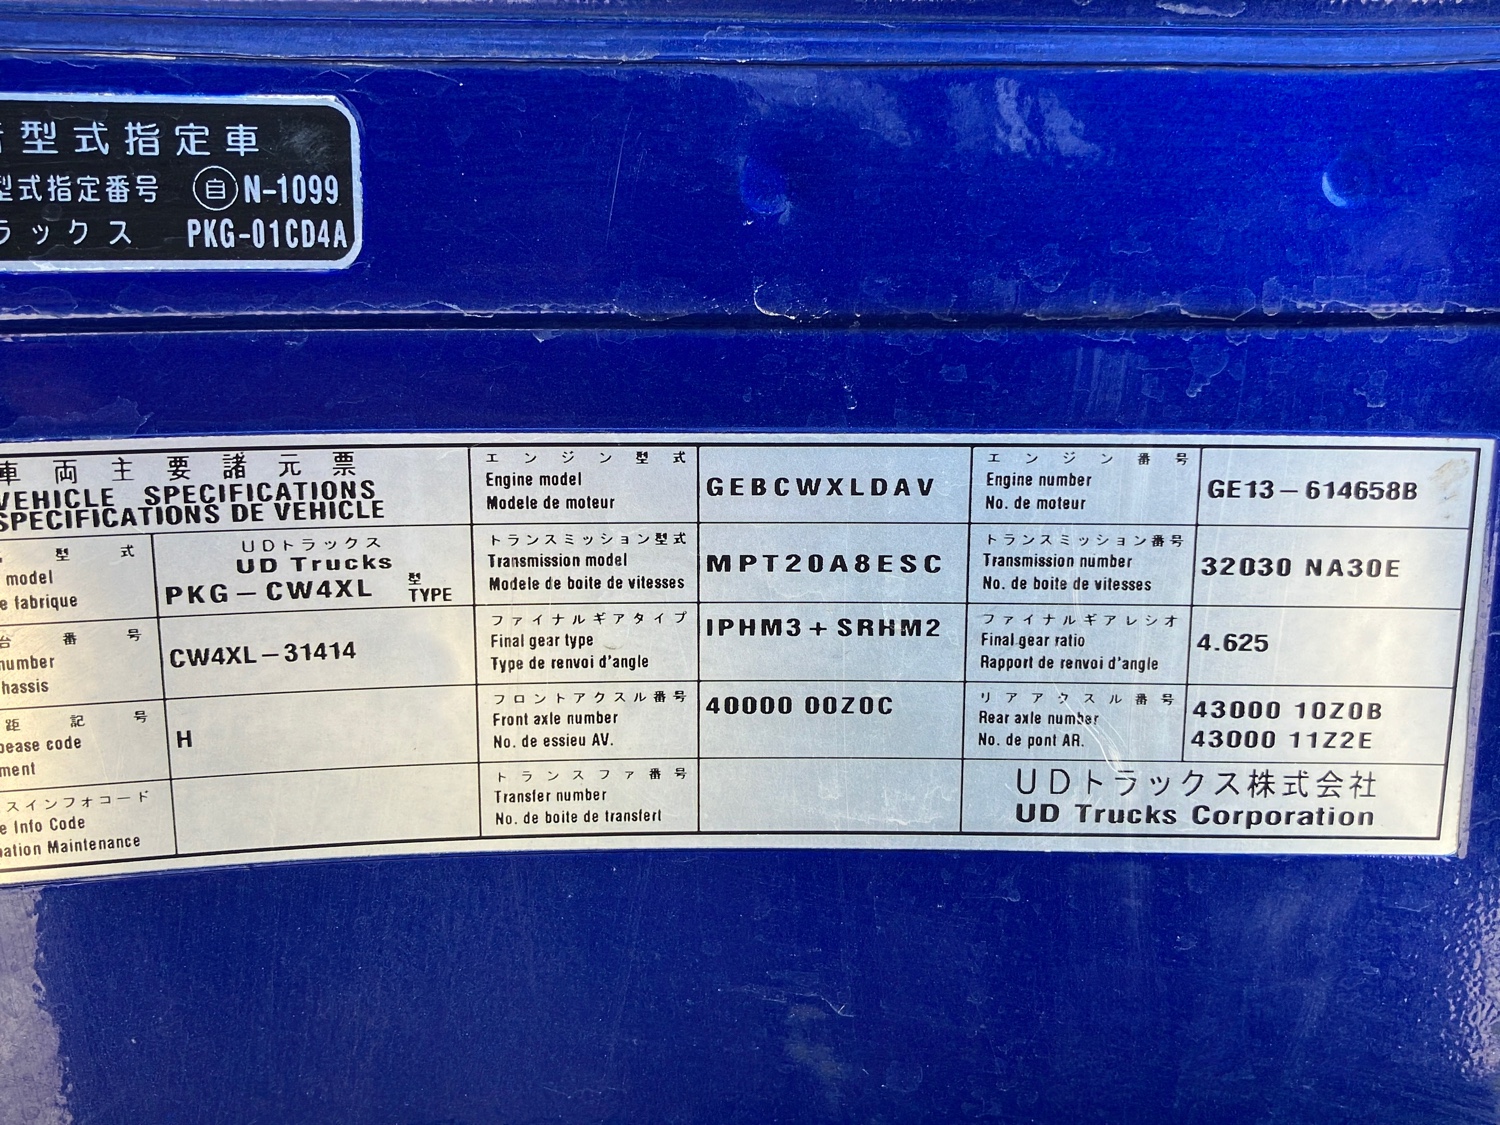 型式指定車
型式指定番号 自 N-1099
ラックス PKG-01CD4A
車両主要諸元票
VEHICLE SPECIFICATIONS
SPECIFICATIONS DE VEHICLE
型式
model
fabrique
UDトラックス
UD Trucks
PKG-CW4XL 型 TYPE
台番号
number
hassis
CW4XL-31414
距記号
pease code
ment
H
スインフォコード
e Info Code
nation Maintenance
エンジン型式
Engine model
Modele de moteur
GEBCWXLDAV
エンジン番号
Engine number
No. de moteur
GE13-614658B
トランスミッション型式
Transmission model
Modele de boite de vitesses
MPT20A8ESC
トランスミッション番号
Transmission number
No. de boite de vitesses
32030 NA30E
ファイナルギアタイプ
Final gear type
Type de renvoi d'angle
IPHM3+SRHM2
ファイナルギアレシオ
Final gear ratio
Rapport de renvoi d'angle
4.625
フロントアクスル番号
Front axle number
No. de essieu AV.
40000 00Z0C
リアアクスル番号
Rear axle number
No. de pont AR.
43000 10Z0B
43000 11Z2E
トランスファ番号
Transfer number
No. de boite de transfert
UDトラックス株式会社
UD Trucks Corporation